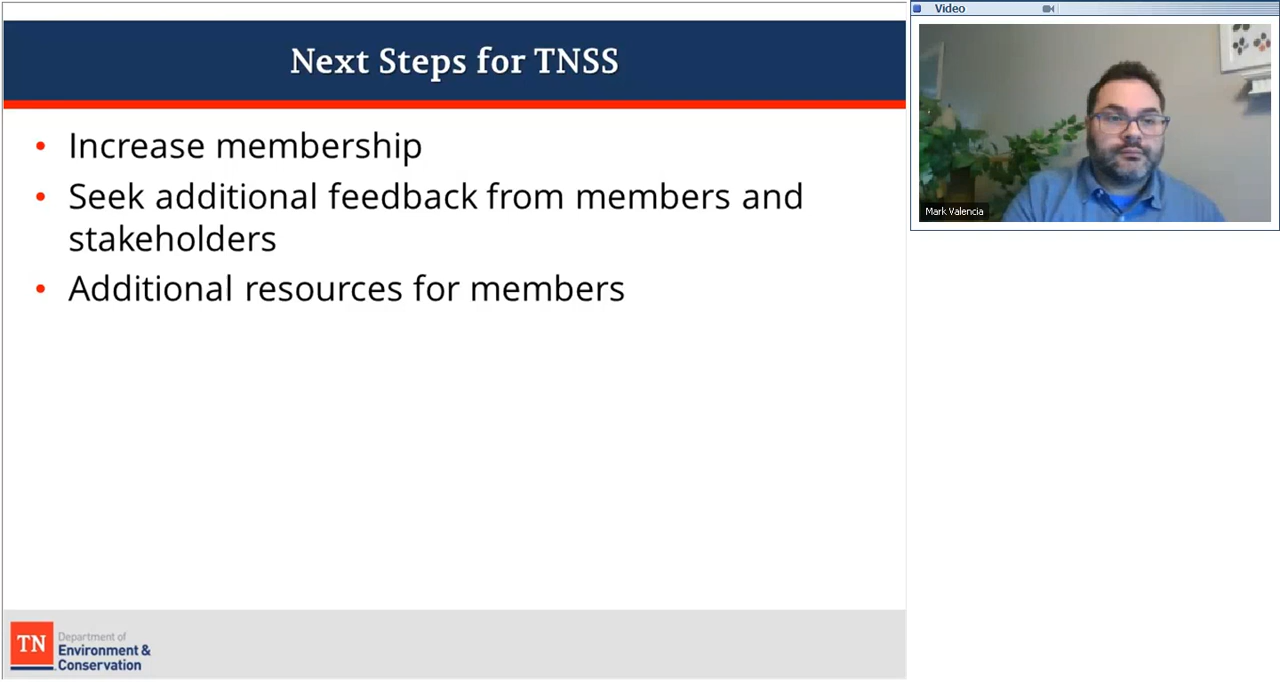 Next Steps for TNSS
• Increase membership
• Seek additional feedback from members and
stakeholders
• Additional resources for members
TN
Department of
Environment &
Conservation
Video
Mark Valencia